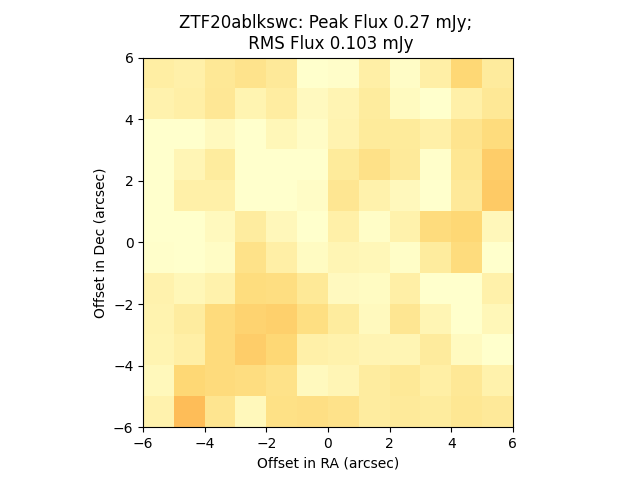 ZTF20ablkswc: Peak Flux 0.27 mJy;
RMS Flux 0.103 mJy
6
4
2
0
−2
−4
−6
Offset in Dec (arcsec)
−6 −4 −2 0 2 4 6
Offset in RA (arcsec)